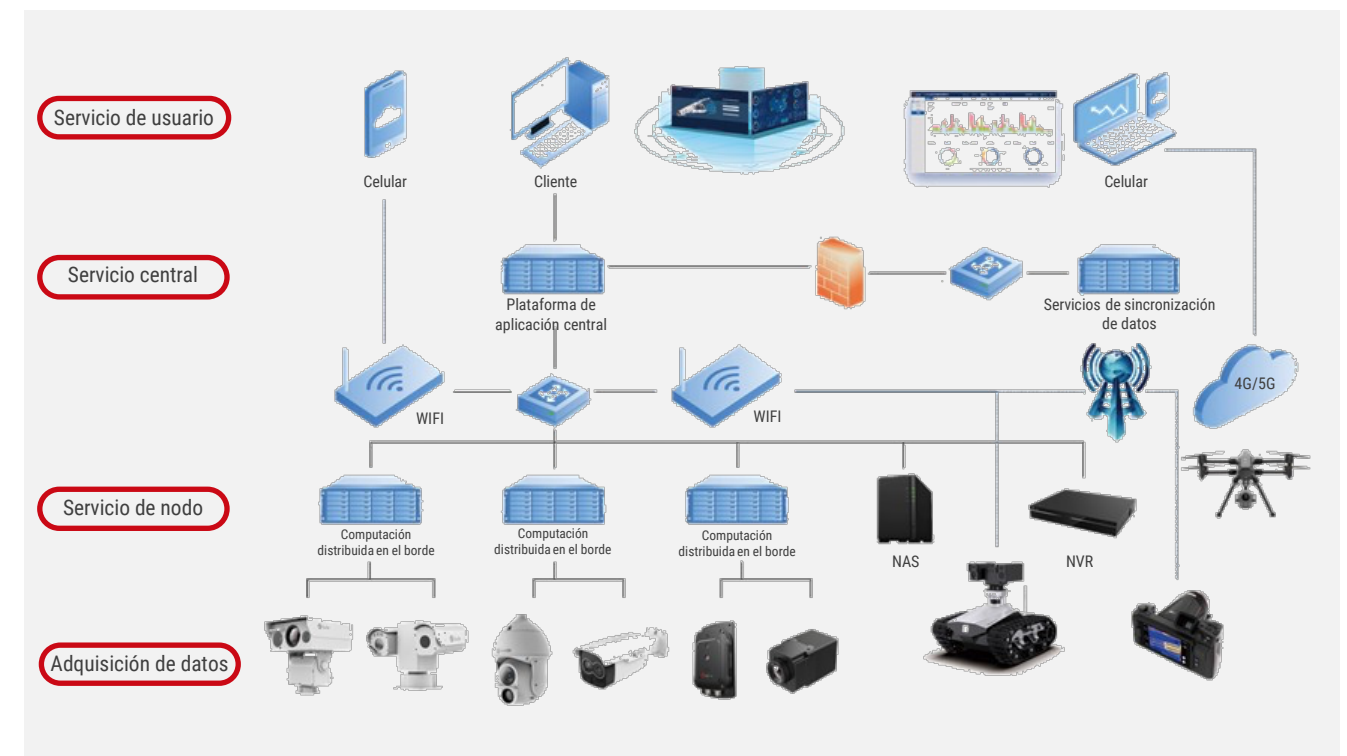 Servicio de usuario
Celular
Cliente
Celular
Servicio central
Plataforma de
aplicación central
Servicios de sincronización
de datos
WIFI
WIFI
4G/5G
Servicio de nodo
Computación
distribuida en el borde
Computación
distribuida en el borde
Computación
distribuida en el borde
NAS
NVR
Adquisición de datos